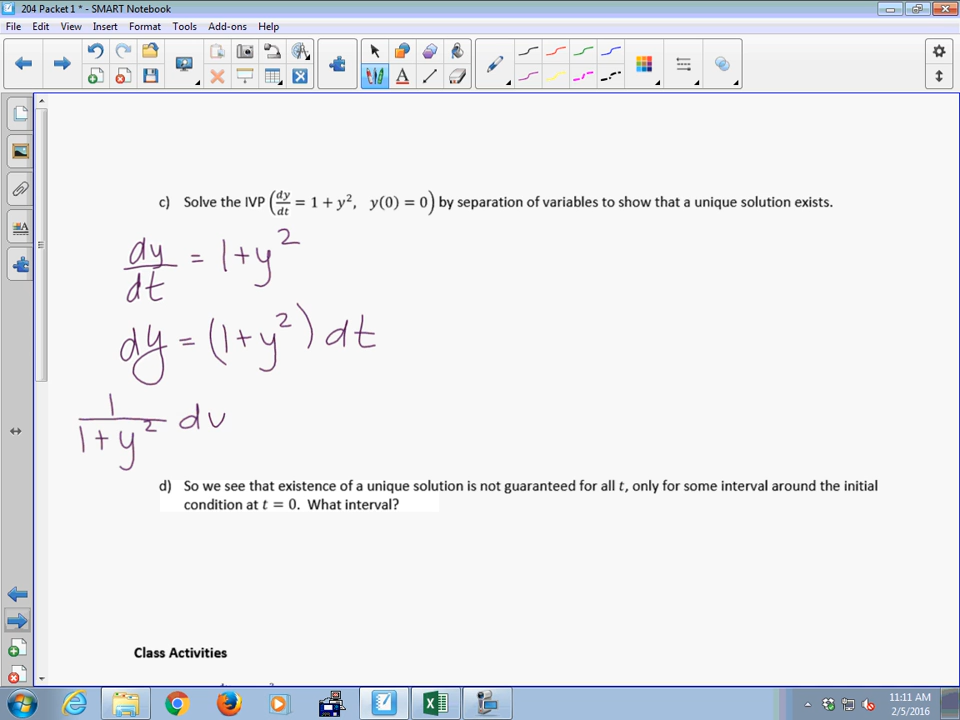 204 Packet 1 * - SMART Notebook
File Edit View Insert Format Tools Add-ons Help
c) Solve the IVP (dy/dt = 1 + y², y(0) = 0) by separation of variables to show that a unique solution exists.
dy/dt = 1+y²
dy = (1+y²) dt
1/(1+y²) dv
d) So we see that existence of a unique solution is not guaranteed for all t, only for some interval around the initial
condition at t = 0. What interval?
Class Activities
11:11 AM
2/5/2016